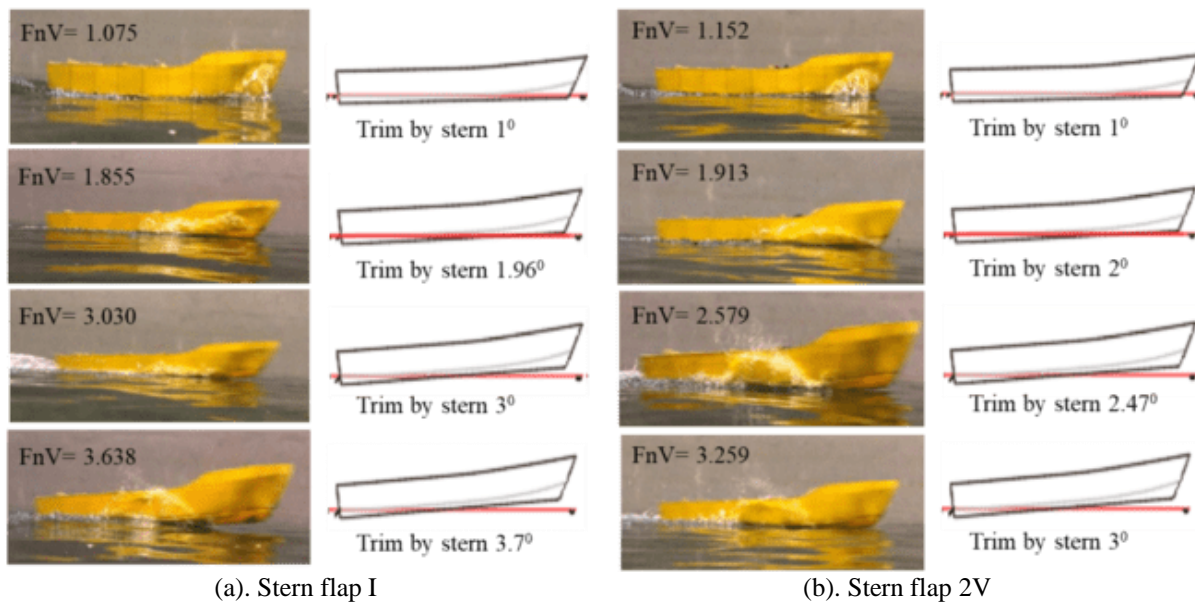 FnV= 1.075
Trim by stern 1⁰
FnV= 1.855
Trim by stern 1.96⁰
FnV= 3.030
Trim by stern 3⁰
FnV= 3.638
Trim by stern 3.7⁰
(a). Stern flap I
FnV= 1.152
Trim by stern 1⁰
FnV= 1.913
Trim by stern 2⁰
FnV= 2.579
Trim by stern 2.47⁰
FnV= 3.259
Trim by stern 3⁰
(b). Stern flap 2V